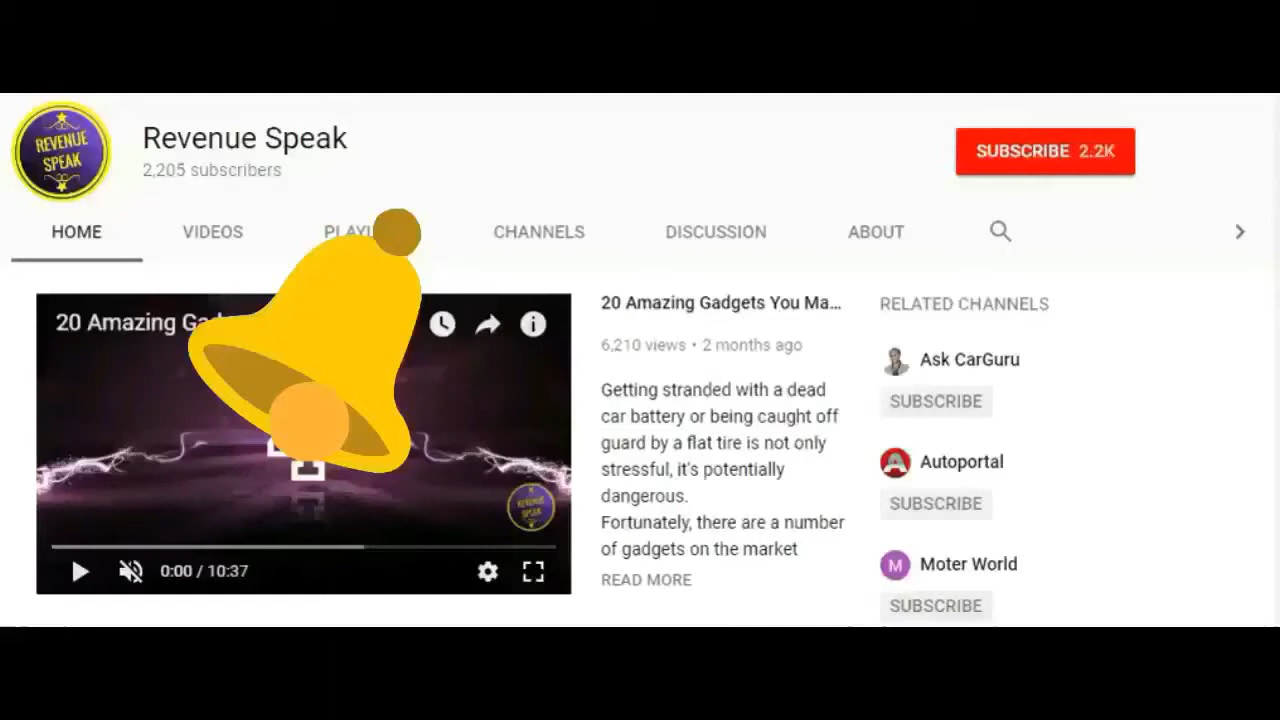 REVENUE
SPEAK
Revenue Speak
2,205 subscribers
SUBSCRIBE 2.2K
HOME
VIDEOS
CHANNELS
DISCUSSION
ABOUT
20 Amazing
0:00 / 10:37
REVENUE
SPEAK
20 Amazing Gadgets You Ma...
6,210 views • 2 months ago
Getting stranded with a dead
car battery or being caught off
guard by a flat tire is not only
stressful, it's potentially
dangerous.
Fortunately, there are a number
of gadgets on the market
READ MORE
RELATED CHANNELS
Ask CarGuru
SUBSCRIBE
Autoportal
SUBSCRIBE
M
Moter World
SUBSCRIBE